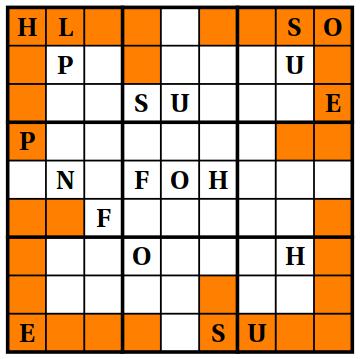 H L S O
P U
S U E
P
N F O H
F
O H
E S U